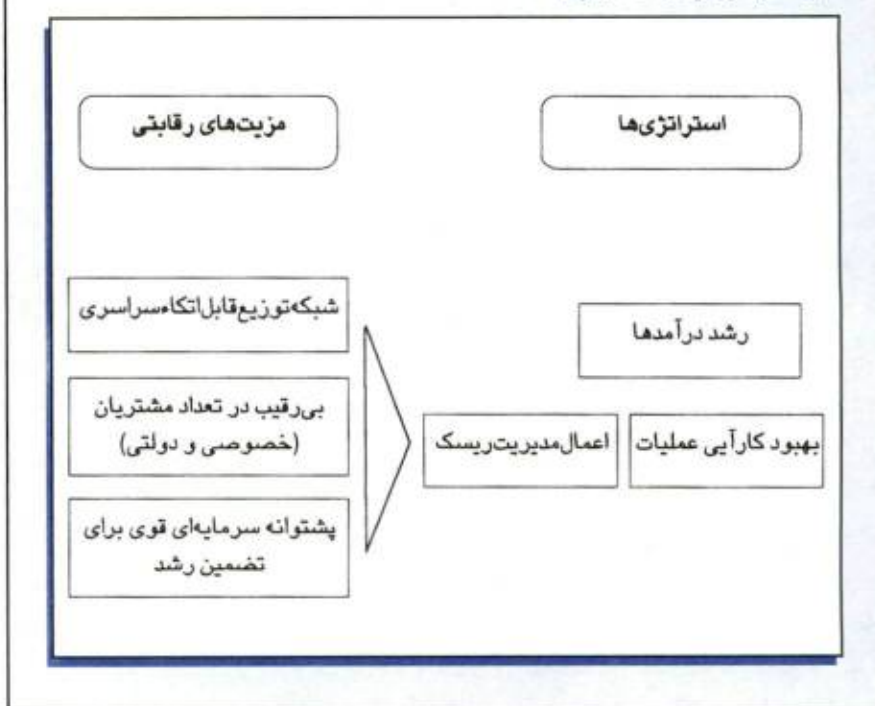 استراتژی‌ها
مزیت‌های رقابتی
رشد درآمدها
بهبود کارآیی عملیات
اعمال مدیریت ریسک
شبکه توزیع قابل اتکاء سراسری
بی‌رقیب در تعداد مشتریان
(خصوصی و دولتی)
پشتوانه سرمایه‌ای قوی برای
تضمین رشد